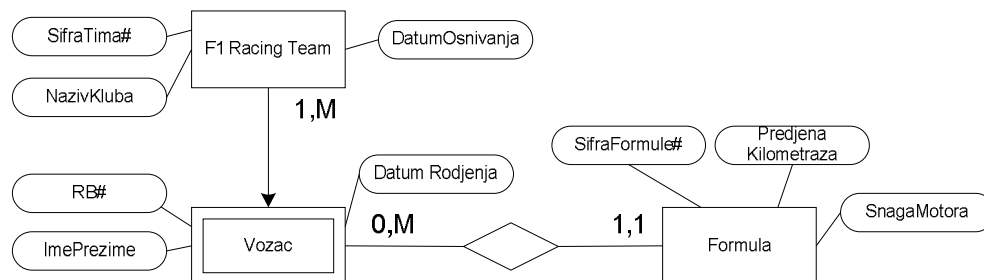 SifraTima#
F1 Racing Team
DatumOsnivanja
NazivKluba
1,M
SifraFormule#
Predjena
Kilometraza
Datum Rodjenja
RB#
SnagaMotora
0,M
1,1
ImePrezime
Vozac
Formula